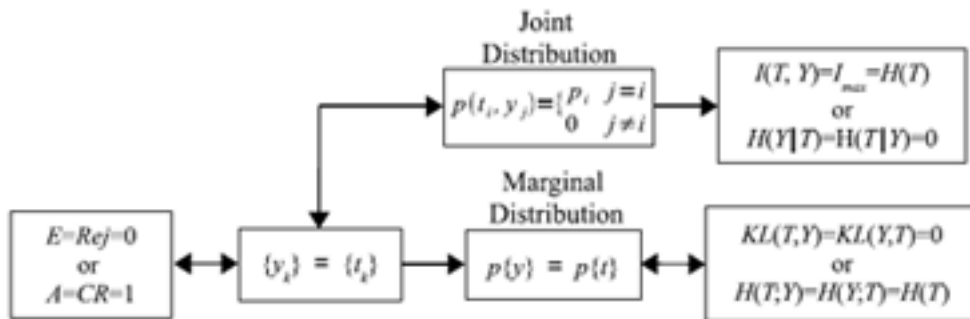 Joint
Distribution
p(t_i, y_j)={p_i j=i
0 j≠i
I(T, Y)=I_max=H(T)
or
H(Y|T)=H(T|Y)=0
Marginal
Distribution
E=Rej=0
or
A=CR=1
{y_k} = {t_k}
p{y} = p{t}
KL(T,Y)=KL(Y,T)=0
or
H(T;Y)=H(Y;T)=H(T)